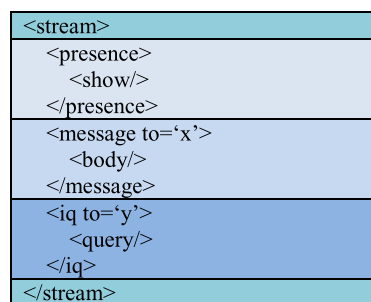 <stream>
<presence>
<show/>
</presence>
<message to=‘x’>
<body/>
</message>
<iq to=‘y’>
<query/>
</iq>
</stream>